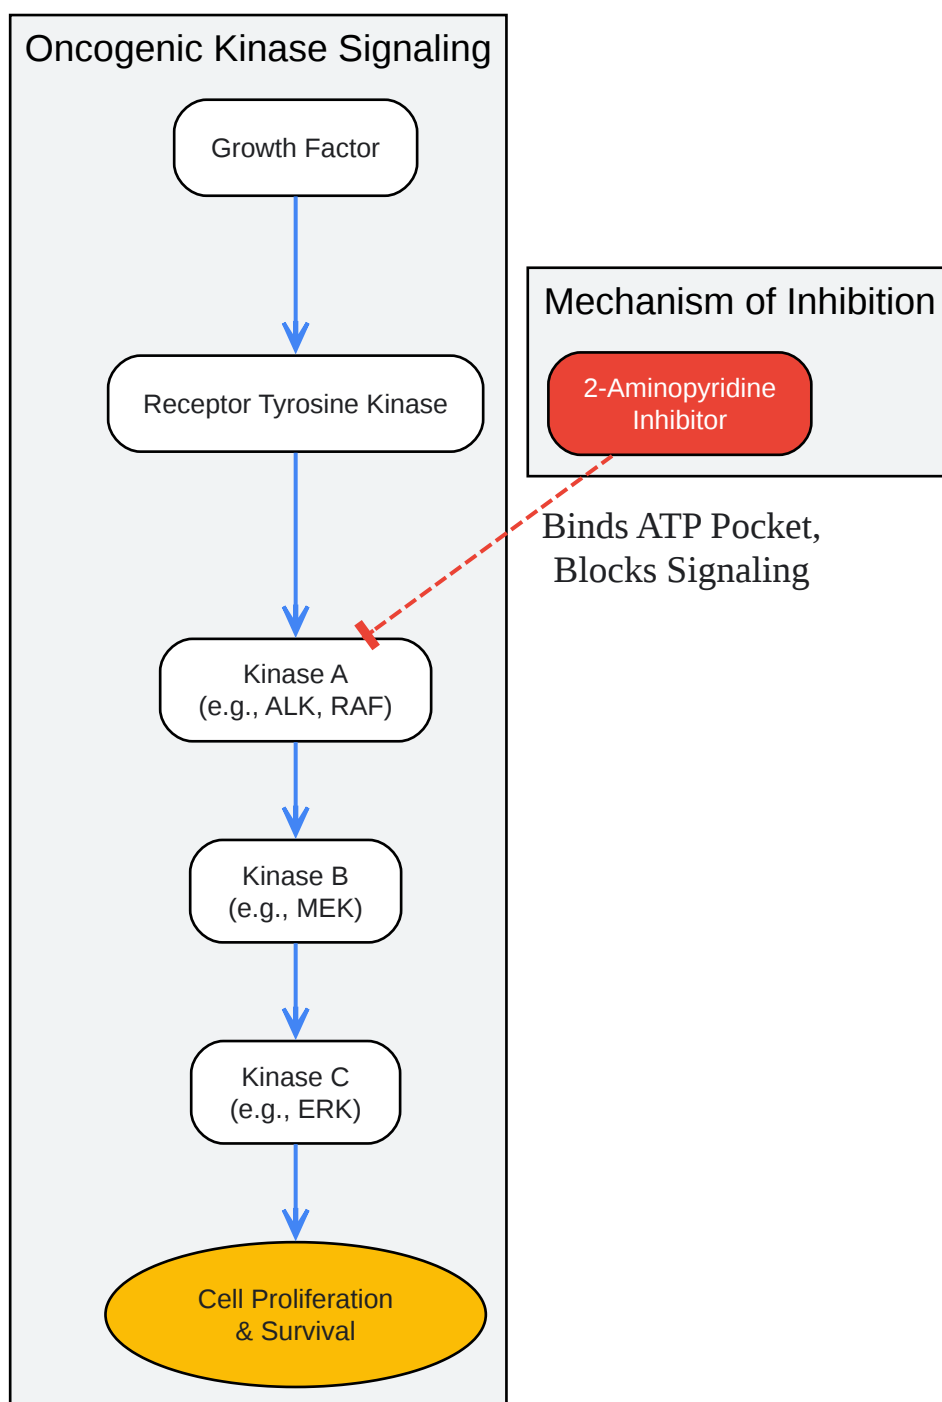 Oncogenic Kinase Signaling
Growth Factor
Receptor Tyrosine Kinase
Mechanism of Inhibition
2-Aminopyridine
Inhibitor
Binds ATP Pocket,
Blocks Signaling
Kinase A
(e.g., ALK, RAF)
Kinase B
(e.g., MEK)
Kinase C
(e.g., ERK)
Cell Proliferation
& Survival